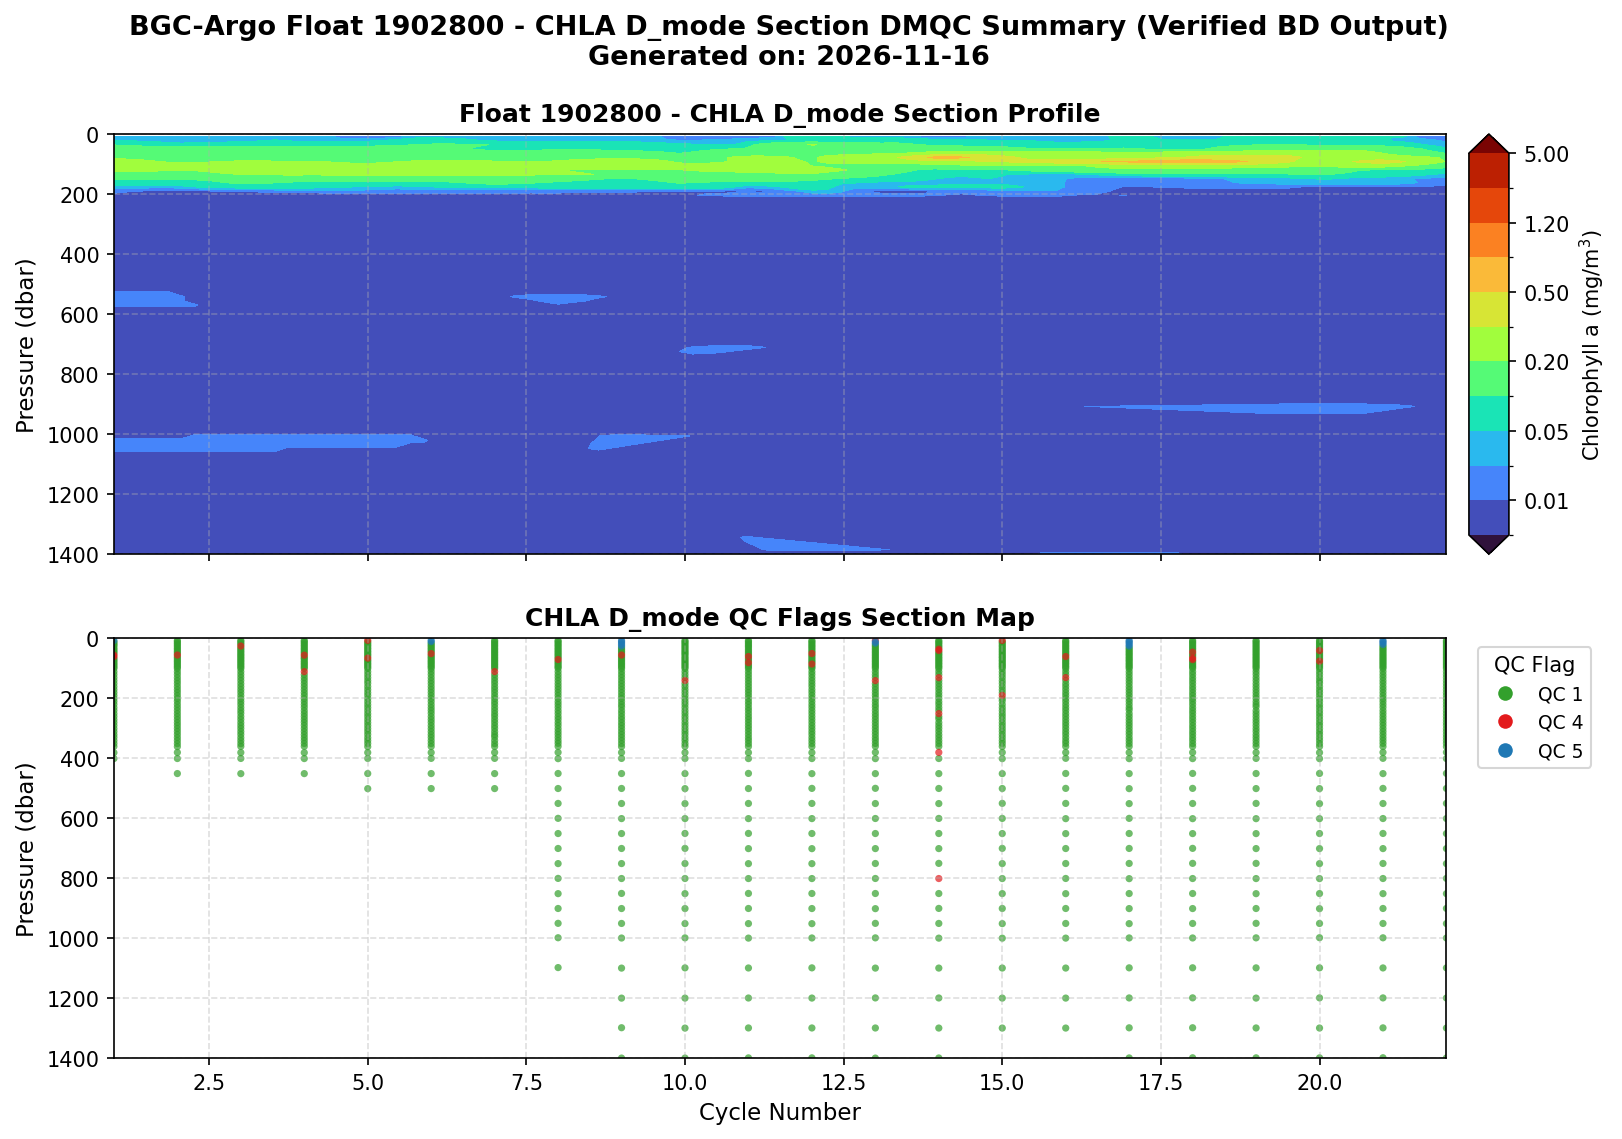 BGC-Argo Float 1902800 - CHLA D_mode Section DMQC Summary (Verified BD Output)
Generated on: 2026-11-16
Float 1902800 - CHLA D_mode Section Profile
0
200
400
600
800
1000
1200
1400
Pressure (dbar)
5.00
1.20
0.50
0.20
0.05
0.01
Chlorophyll a (mg/m³)
CHLA D_mode QC Flags Section Map
0
200
400
600
800
1000
1200
1400
Pressure (dbar)
2.5 5.0 7.5 10.0 12.5 15.0 17.5 20.0
Cycle Number
QC Flag
QC 1
QC 4
QC 5